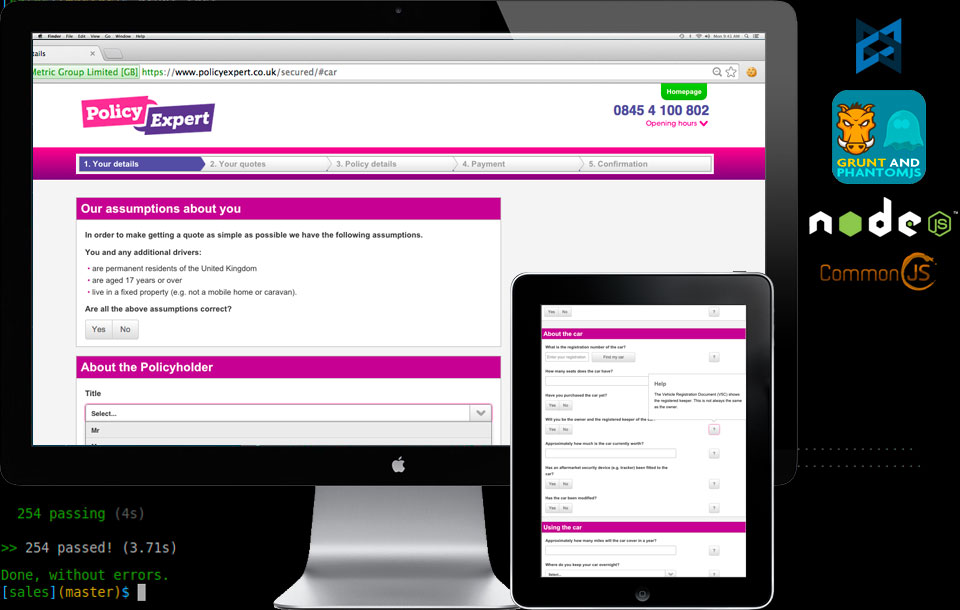 Finder File Edit View Go Window Help
Mon 9:41 AM
tails
Metric Group Limited [GB] https://www.policyexpert.co.uk/secured/#car
Homepage
Policy
Expert
0845 4 100 802
Opening hours
1. Your details
2. Your quotes
3. Policy details
4. Payment
5. Confirmation
Our assumptions about you
In order to make getting a quote as simple as possible we have the following assumptions.
You and any additional drivers:
• are permanent residents of the United Kingdom
• are aged 17 years or over
• live in a fixed property (e.g. not a mobile home or caravan).
Are all the above assumptions correct?
Yes No
About the Policyholder
Title
Select...
Mr
GRUNT AND
PHANTOMJS
node
JS
™
CommonJS
Yes No ?
About the car
What is the registration number of the car?
Enter your registration Find my car ?
How many seats does the car have?
Help
The Vehicle Registration Document (V5C) shows
the registered keeper. This is not always the same
as the owner.
Have you purchased the car yet?
Yes No
Will you be the owner and the registered keeper of the
Yes No ?
Approximately how much is the car currently worth?
?
Has an aftermarket security device (e.g. tracker) been fitted to the
car?
Yes No ?
Has the car been modified?
Yes No ?
Using the car
Approximately how many miles will the car cover in a year?
?
Where do you keep your car overnight?
Select... ?
254 passing (4s)
>> 254 passed! (3.71s)
Done, without errors.
[sales](master)$